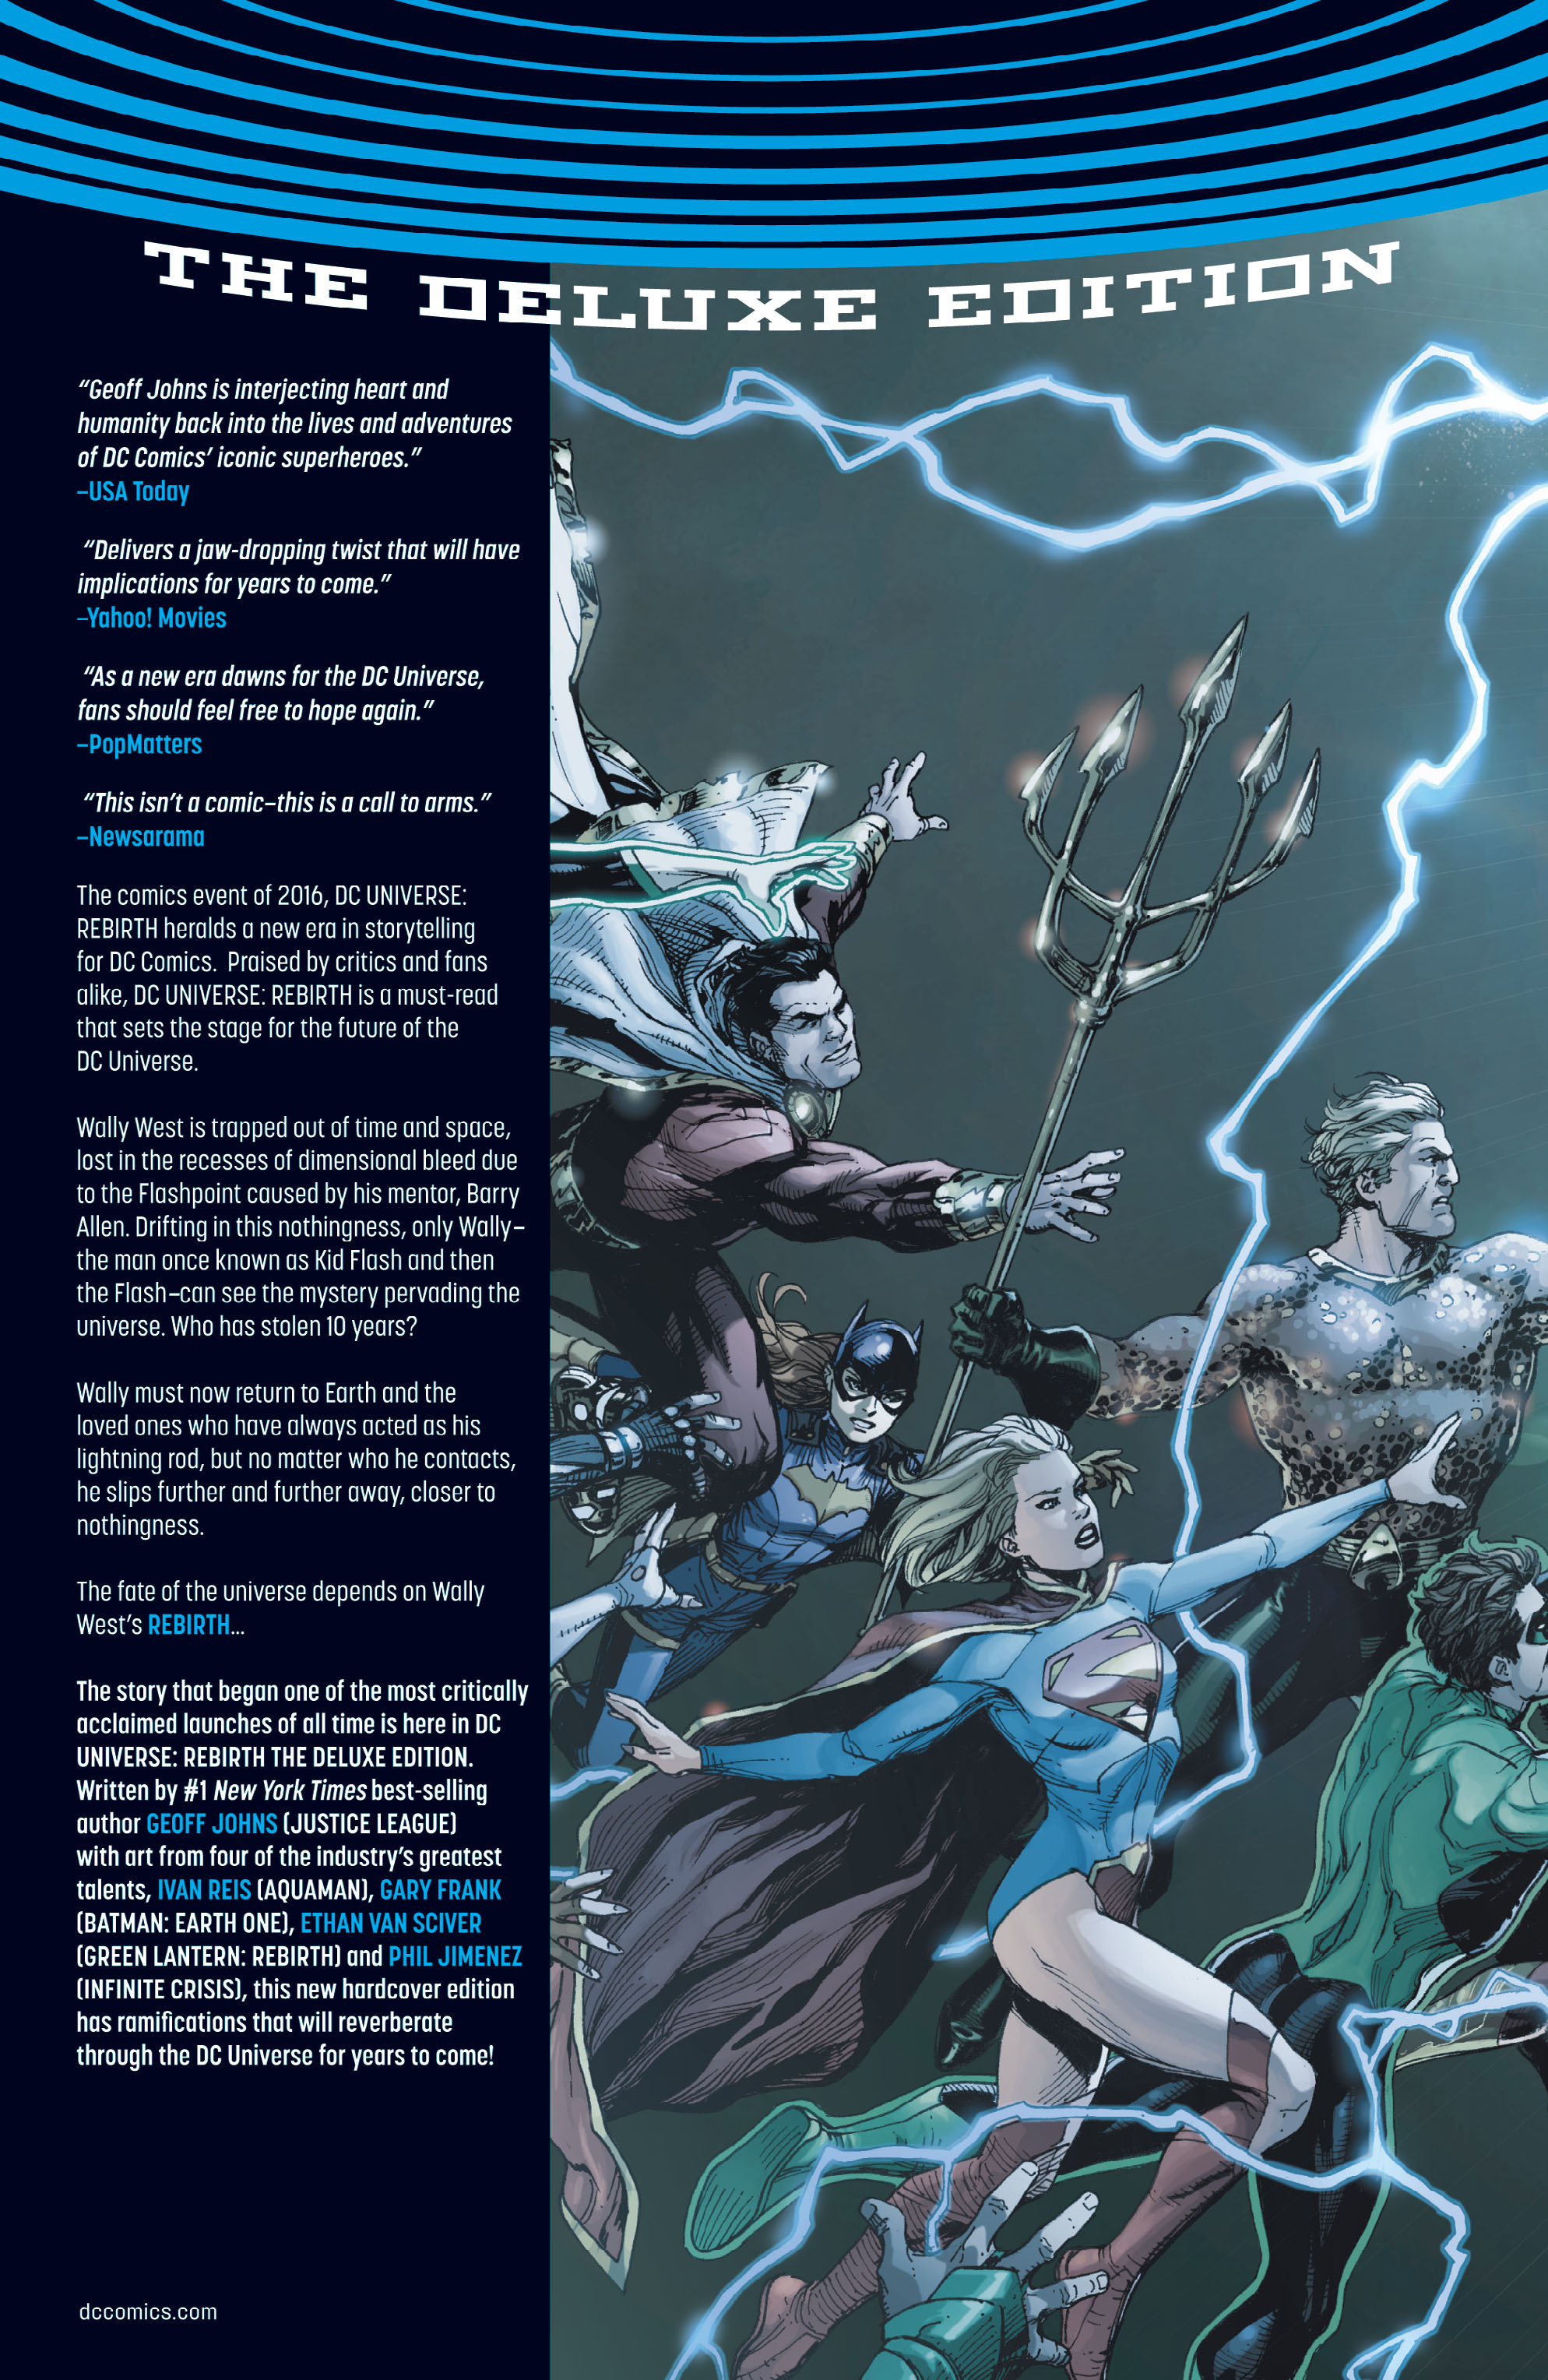 THE DELUXE EDITION
“Geoff Johns is interjecting heart and
humanity back into the lives and adventures
of DC Comics’ iconic superheroes.”
–USA Today
“Delivers a jaw-dropping twist that will have
implications for years to come.”
–Yahoo! Movies
“As a new era dawns for the DC Universe,
fans should feel free to hope again.”
–PopMatters
“This isn’t a comic–this is a call to arms.”
–Newsarama
The comics event of 2016, DC UNIVERSE:
REBIRTH heralds a new era in storytelling
for DC Comics. Praised by critics and fans
alike, DC UNIVERSE: REBIRTH is a must-read
that sets the stage for the future of the
DC Universe.
Wally West is trapped out of time and space,
lost in the recesses of dimensional bleed due
to the Flashpoint caused by his mentor, Barry
Allen. Drifting in this nothingness, only Wally–
the man once known as Kid Flash and then
the Flash–can see the mystery pervading the
universe. Who has stolen 10 years?
Wally must now return to Earth and the
loved ones who have always acted as his
lightning rod, but no matter who he contacts,
he slips further and further away, closer to
nothingness.
The fate of the universe depends on Wally
West’s REBIRTH...
The story that began one of the most critically
acclaimed launches of all time is here in DC
UNIVERSE: REBIRTH THE DELUXE EDITION.
Written by #1 New York Times best-selling
author GEOFF JOHNS (JUSTICE LEAGUE)
with art from four of the industry’s greatest
talents, IVAN REIS (AQUAMAN), GARY FRANK
(BATMAN: EARTH ONE), ETHAN VAN SCIVER
(GREEN LANTERN: REBIRTH) and PHIL JIMENEZ
(INFINITE CRISIS), this new hardcover edition
has ramifications that will reverberate
through the DC Universe for years to come!
dccomics.com